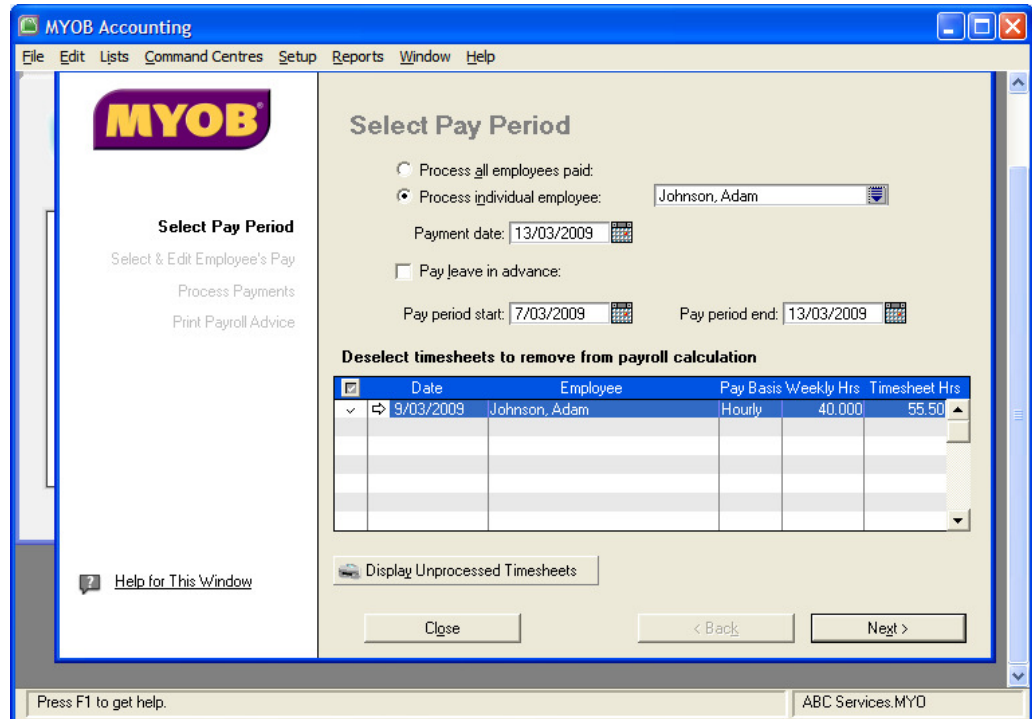 MYOB Accounting
File Edit Lists Command Centres Setup Reports Window Help
MYOB®
Select Pay Period
Select & Edit Employee's Pay
Process Payments
Print Payroll Advice
? Help for This Window
Select Pay Period
Process all employees paid:
Process individual employee: Johnson, Adam
Payment date: 13/03/2009
Pay leave in advance:
Pay period start: 7/03/2009 Pay period end: 13/03/2009
Deselect timesheets to remove from payroll calculation
Date Employee Pay Basis Weekly Hrs Timesheet Hrs
9/03/2009 Johnson, Adam Hourly 40.000 55.50
Display Unprocessed Timesheets
Close < Back Next >
Press F1 to get help. ABC Services.MYO